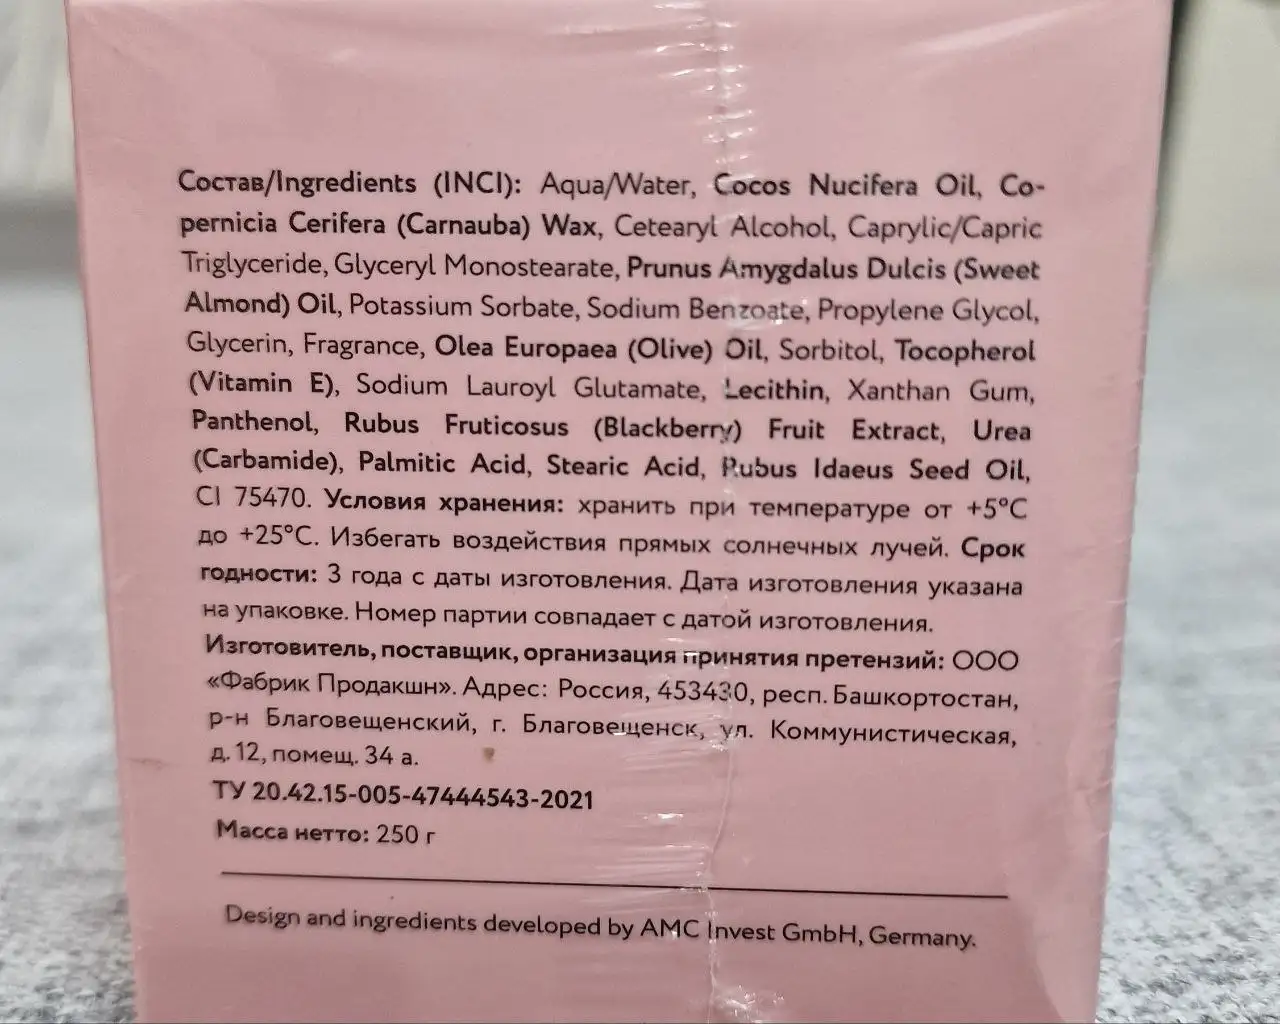 Состав/Ingredients (INCI): Aqua/Water, Cocos Nucifera Oil, Co-
pernicia Cerifera (Carnauba) Wax, Cetearyl Alcohol, Caprylic/Capric
Triglyceride, Glyceryl Monostearate, Prunus Amygdalus Dulcis (Sweet
Almond) Oil, Potassium Sorbate, Sodium Benzoate, Propylene Glycol,
Glycerin, Fragrance, Olea Europaea (Olive) Oil, Sorbitol, Tocopherol
(Vitamin E), Sodium Lauroyl Glutamate, Lecithin, Xanthan Gum,
Panthenol, Rubus Fruticosus (Blackberry) Fruit Extract, Urea
(Carbamide), Palmitic Acid, Stearic Acid, Rubus Idaeus Seed Oil,
CI 75470. Условия хранения: хранить при температуре от +5°C
до +25°C. Избегать воздействия прямых солнечных лучей. Срок
годности: 3 года с даты изготовления. Дата изготовления указана
на упаковке. Номер партии совпадает с датой изготовления.
Изготовитель, поставщик, организация принятия претензий: ООО
«Фабрик Продакшн». Адрес: Россия, 453430, респ. Башкортостан,
р-н Благовещенский, г. Благовещенск, ул. Коммунистическая,
д. 12, помещ. 34 а.
ТУ 20.42.15-005-47444543-2021
Масса нетто: 250 г
Design and ingredients developed by AMC Invest GmbH, Germany.